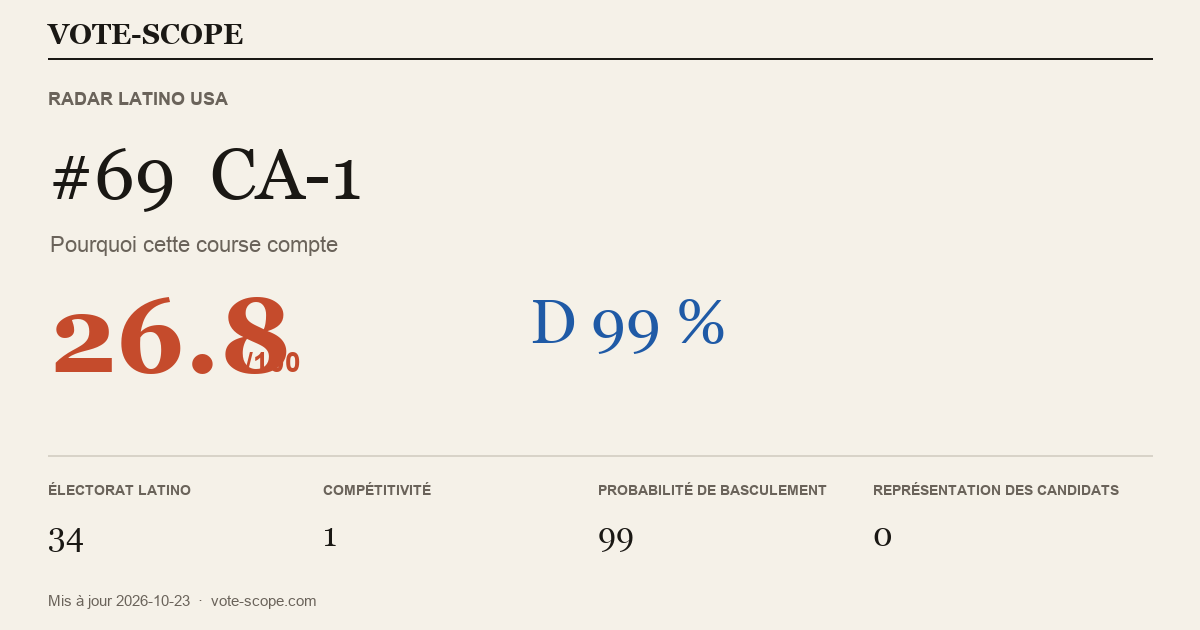 VOTE-SCOPE
RADAR LATINO USA
#69 CA-1
Pourquoi cette course compte
26.8 /100
D 99 %
ÉLECTORAT LATINO
COMPÉTITIVITÉ
PROBABILITÉ DE BASCULEMENT
REPRÉSENTATION DES CANDIDATS
34
1
99
0
Mis à jour 2026-10-23 · vote-scope.com